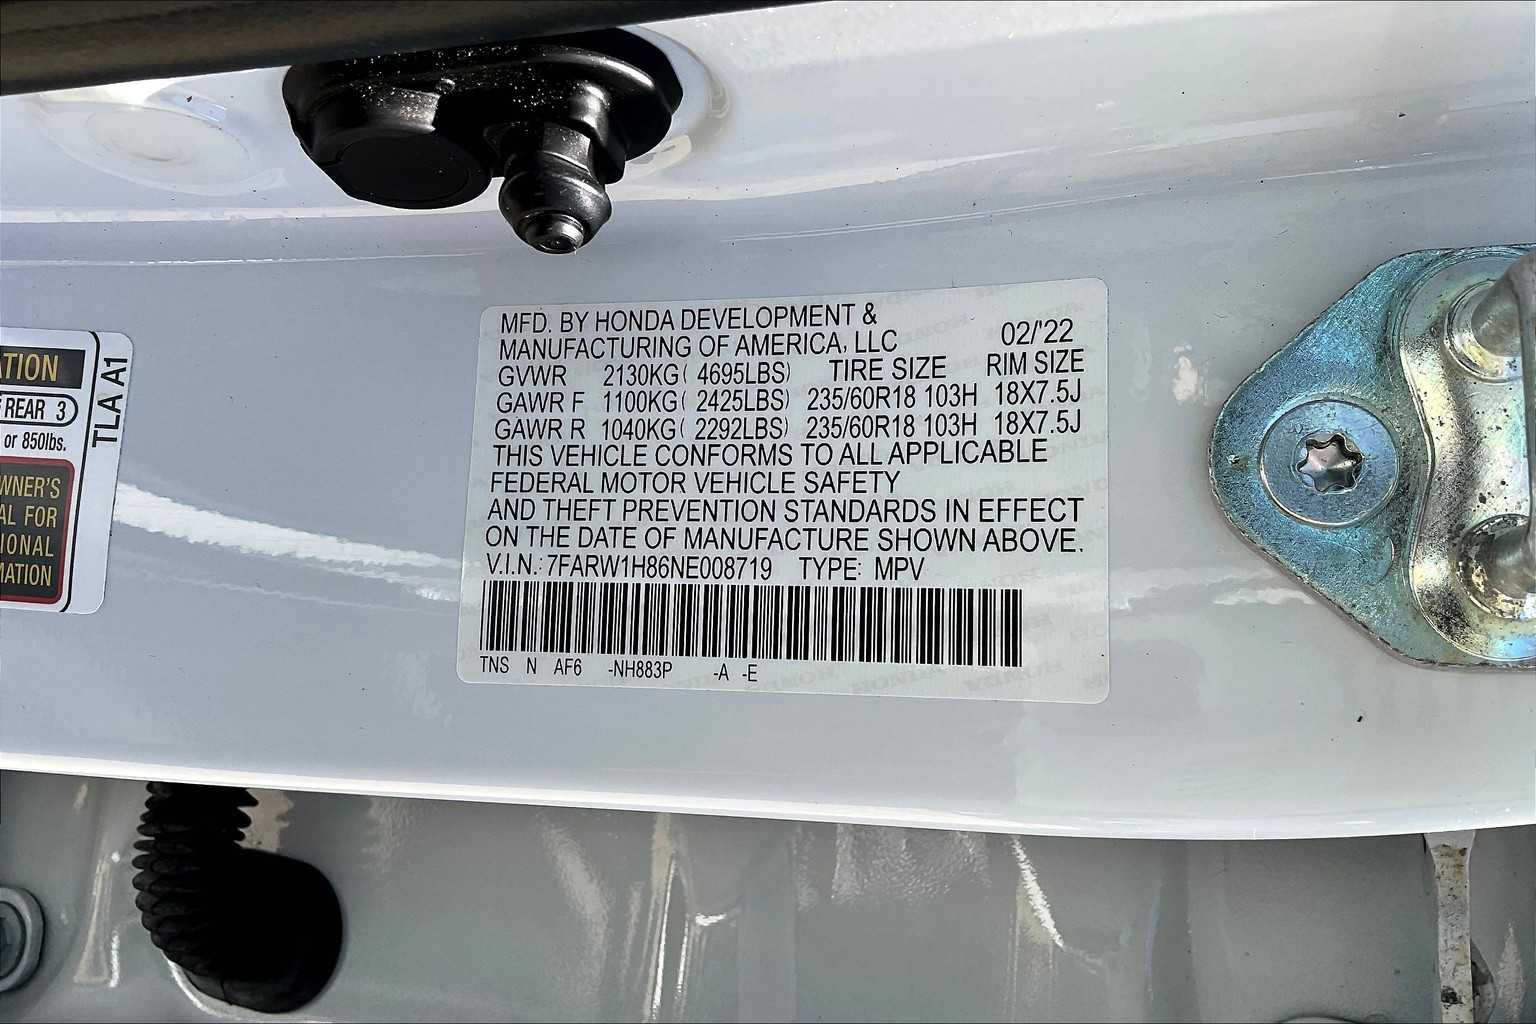 MFD. BY HONDA DEVELOPMENT &
MANUFACTURING OF AMERICA, LLC 02/'22
GVWR 2130KG( 4695LBS) TIRE SIZE RIM SIZE
GAWR F 1100KG( 2425LBS) 235/60R18 103H 18X7.5J
GAWR R 1040KG( 2292LBS) 235/60R18 103H 18X7.5J
THIS VEHICLE CONFORMS TO ALL APPLICABLE
FEDERAL MOTOR VEHICLE SAFETY
AND THEFT PREVENTION STANDARDS IN EFFECT
ON THE DATE OF MANUFACTURE SHOWN ABOVE.
V.I.N.: 7FARW1H86NE008719 TYPE: MPV
TNS N AF6 -NH883P -A -E
ATION
REAR 3
or 850lbs.
WNER'S
AL FOR
IONAL
MATION
TLA A1